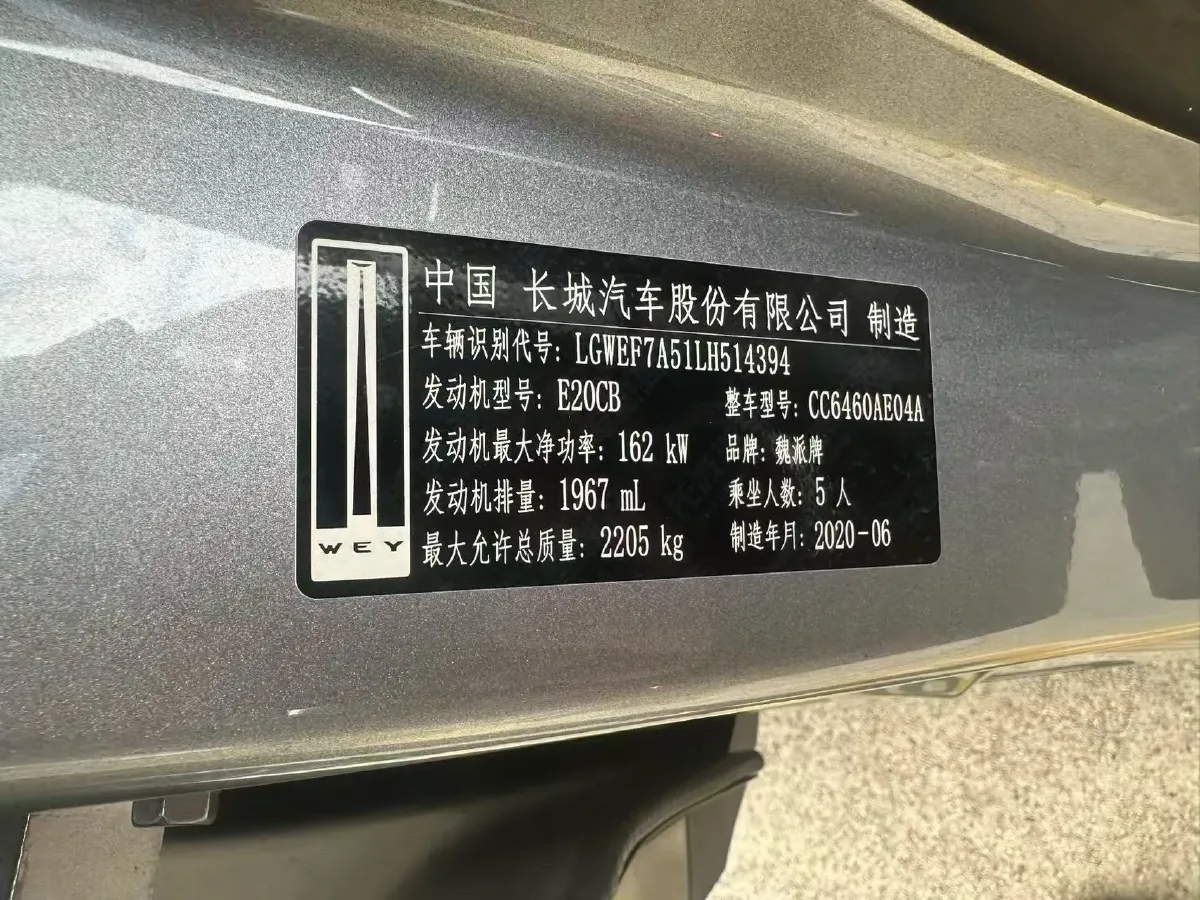 中国 长城汽车股份有限公司 制造
车辆识别代号: LGWEF7A51LH514394
发动机型号: E20CB 整车型号: CC6460AE04A
发动机最大净功率: 162 kW 品牌: 魏派牌
发动机排量: 1967 mL 乘坐人数: 5 人
最大允许总质量: 2205 kg 制造年月: 2020-06
WEY